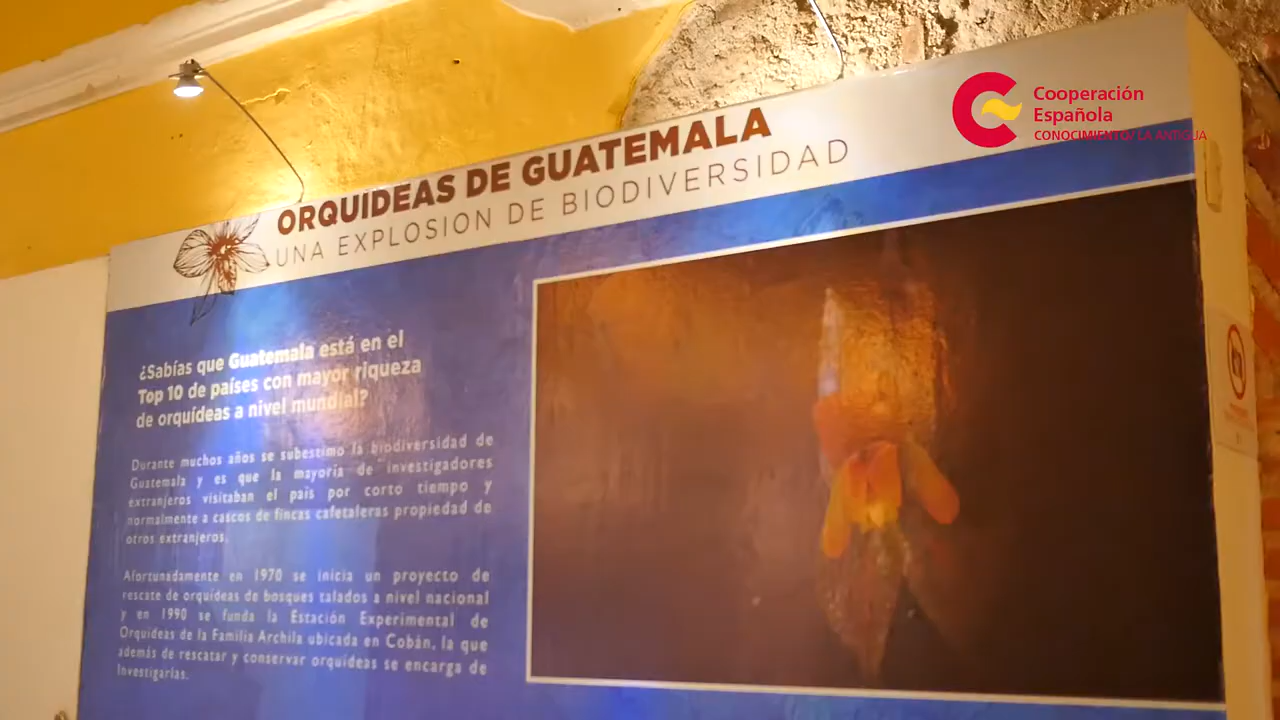 Cooperación
Española
CONOCIMIENTO/ LA ANTIGUA
ORQUÍDEAS DE GUATEMALA
UNA EXPLOSION DE BIODIVERSIDAD
¿Sabías que Guatemala está en el
Top 10 de países con mayor riqueza
de orquídeas a nivel mundial?
Durante muchos años se subestimo la biodiversidad de
Guatemala y es que la mayoría de investigadores
extranjeros visitaban el país por corto tiempo y
normalmente a cascos de fincas cafetaleras propiedad de
otros extranjeros.
Afortunadamente en 1970 se inicia un proyecto de
rescate de orquídeas de bosques talados a nivel nacional
y en 1990 se funda la Estación Experimental de
Orquídeas de la Familia Archila ubicada en Cobán, la que
además de rescatar y conservar orquídeas se encarga de
Investigarlas.